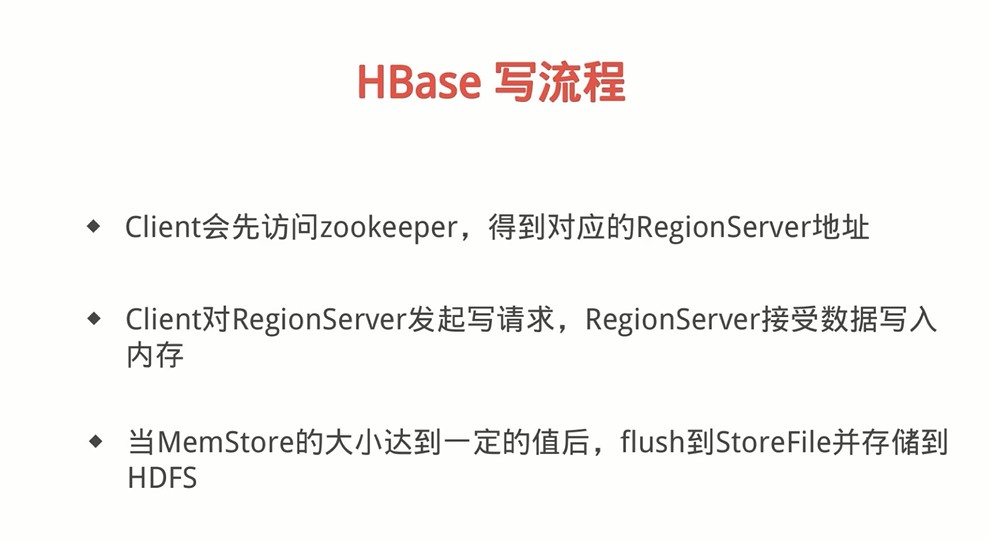 HBase 写流程
◆ Client会先访问zookeeper，得到对应的RegionServer地址
◆ Client对RegionServer发起写请求，RegionServer接受数据写入
内存
◆ 当MemStore的大小达到一定的值后，flush到StoreFile并存储到
HDFS